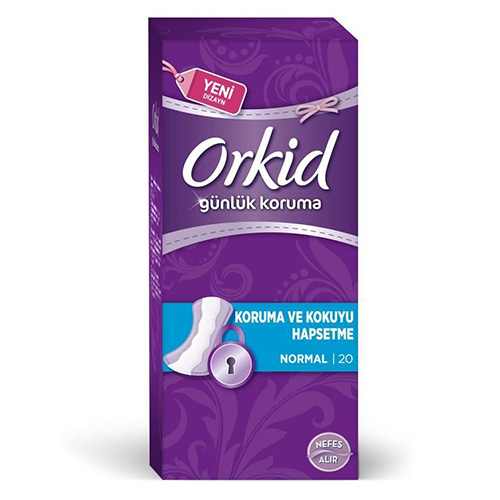 YENİ
DİZAYN
Orkid
günlük koruma
KORUMA VE KOKUYU
HAPSETME
NORMAL | 20
NEFES
ALIR